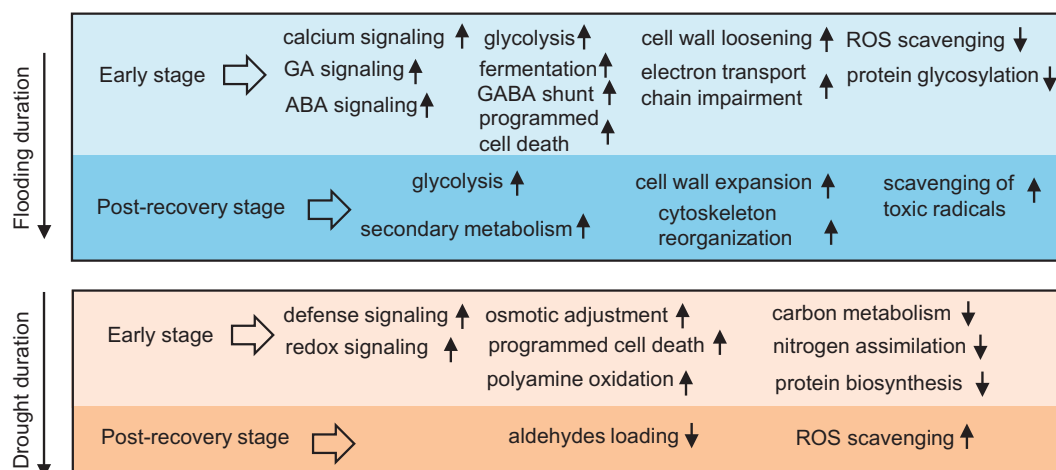 Flooding duration
Early stage
calcium signaling
GA signaling
ABA signaling
glycolysis
fermentation
GABA shunt
programmed
cell death
cell wall loosening
electron transport
chain impairment
ROS scavenging
protein glycosylation
Post-recovery stage
glycolysis
secondary metabolism
cell wall expansion
cytoskeleton
reorganization
scavenging of
toxic radicals
Drought duration
Early stage
defense signaling
redox signaling
osmotic adjustment
programmed cell death
polyamine oxidation
carbon metabolism
nitrogen assimilation
protein biosynthesis
Post-recovery stage
aldehydes loading
ROS scavenging